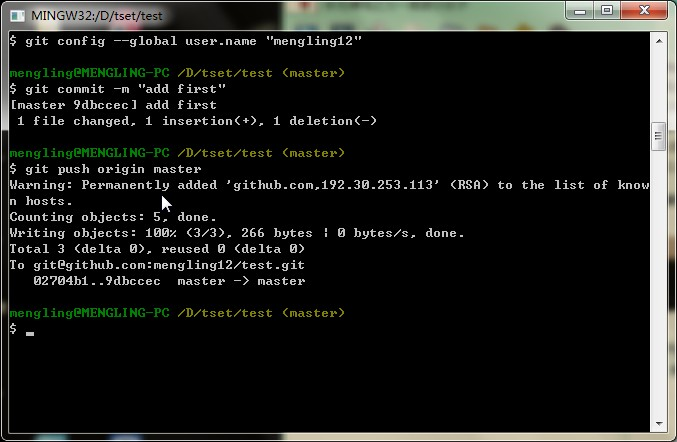 MINGW32:/D/tset/test
$ git config --global user.name "mengling12"
mengling@MENGLING-PC /D/tset/test (master)
$ git commit -m "add first"
[master 9dbccec] add first
 1 file changed, 1 insertion(+), 1 deletion(-)
mengling@MENGLING-PC /D/tset/test (master)
$ git push origin master
Warning: Permanently added 'github.com,192.30.253.113' (RSA) to the list of know
n hosts.
Counting objects: 5, done.
Writing objects: 100% (3/3), 266 bytes | 0 bytes/s, done.
Total 3 (delta 0), reused 0 (delta 0)
To git@github.com:mengling12/test.git
   02704b1..9dbccec  master -> master
mengling@MENGLING-PC /D/tset/test (master)
$